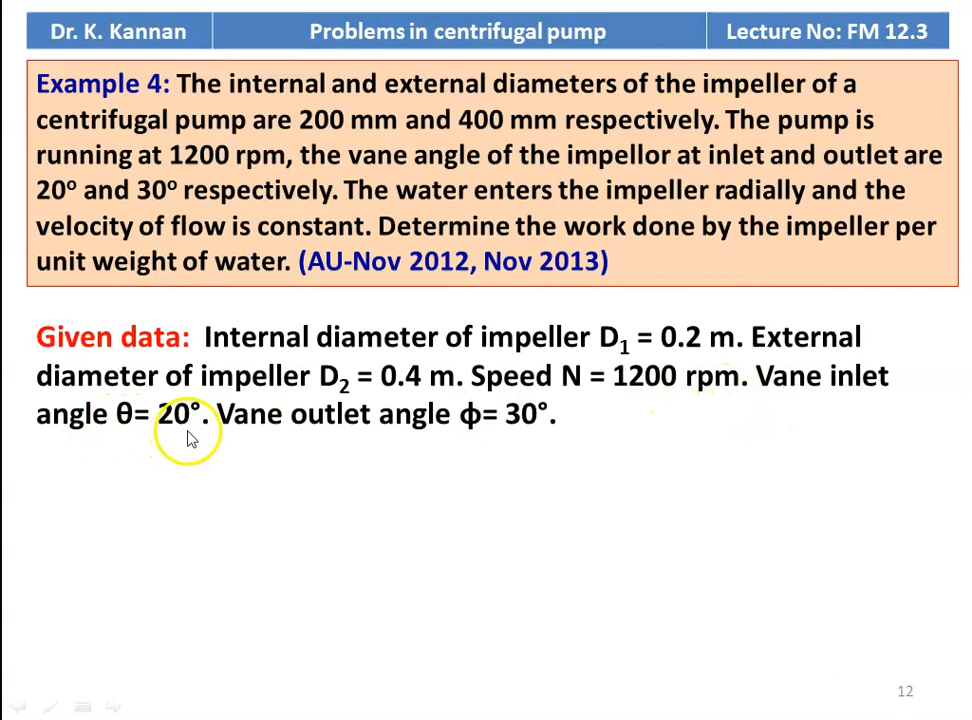 Dr. K. Kannan
Problems in centrifugal pump
Lecture No: FM 12.3
Example 4: The internal and external diameters of the impeller of a
centrifugal pump are 200 mm and 400 mm respectively. The pump is
running at 1200 rpm, the vane angle of the impellor at inlet and outlet are
20º and 30º respectively. The water enters the impeller radially and the
velocity of flow is constant. Determine the work done by the impeller per
unit weight of water. (AU-Nov 2012, Nov 2013)
Given data: Internal diameter of impeller D₁ = 0.2 m. External
diameter of impeller D₂ = 0.4 m. Speed N = 1200 rpm. Vane inlet
angle θ= 20°. Vane outlet angle ϕ= 30°.
12